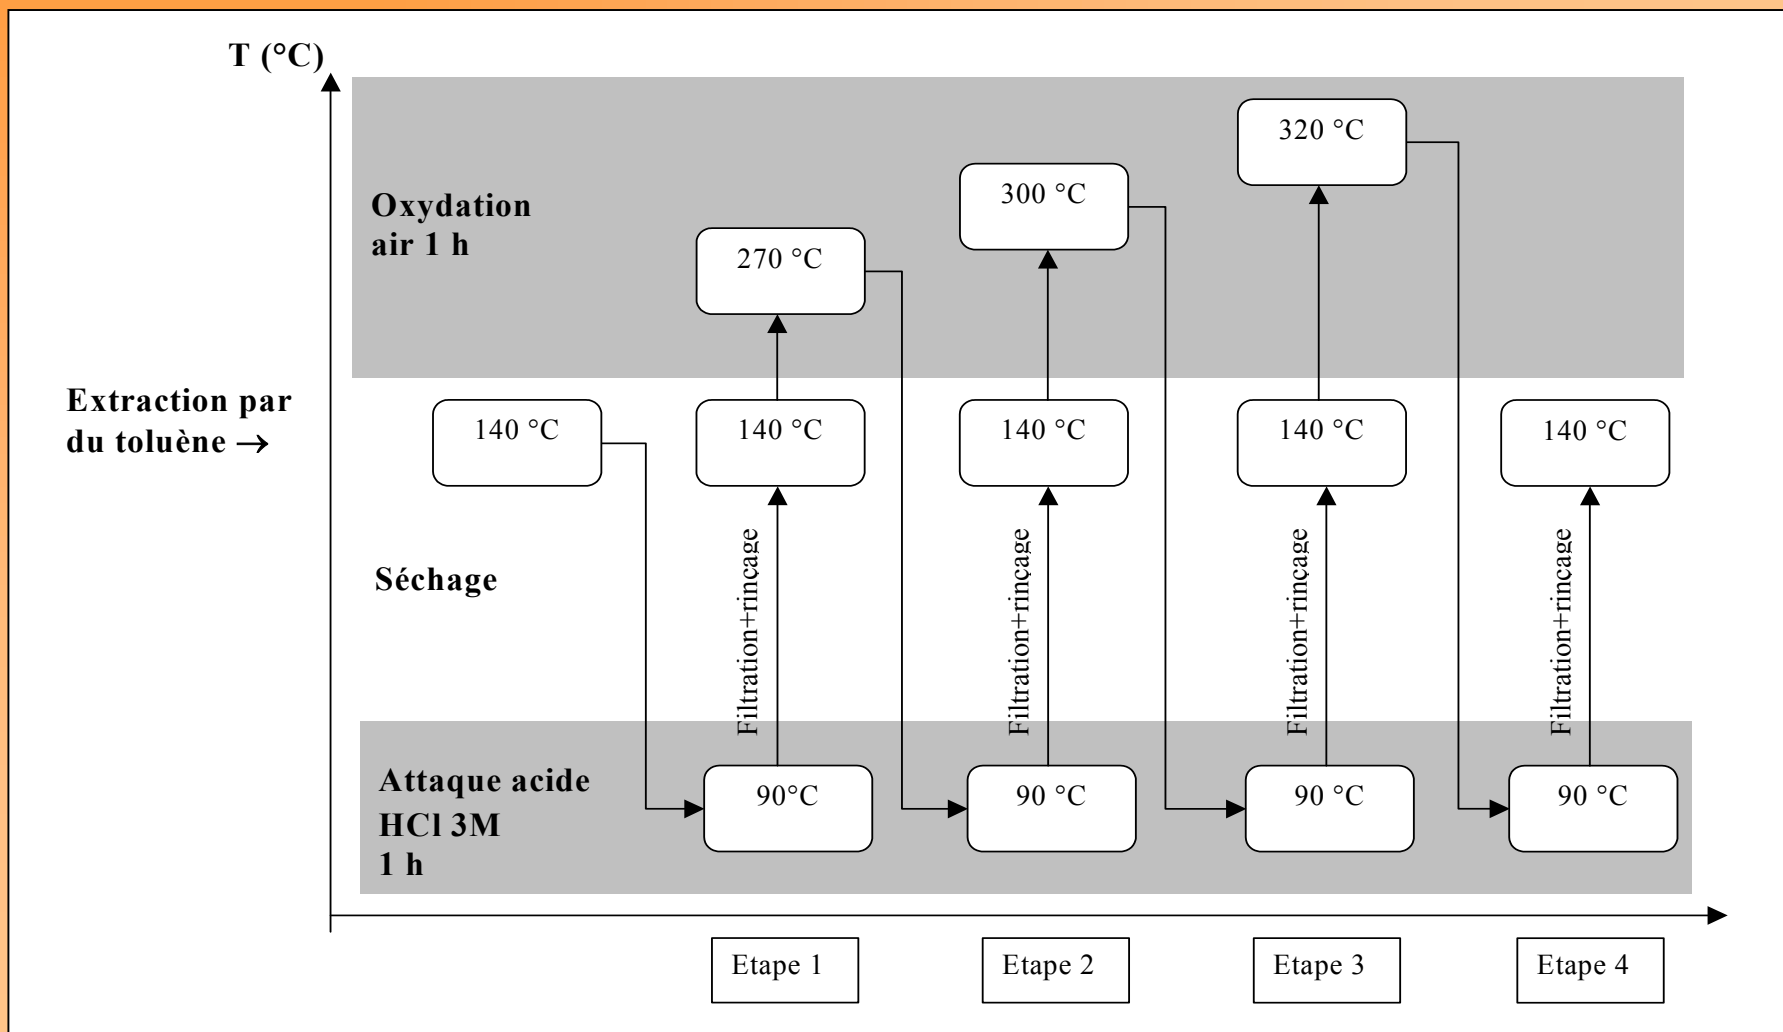 T (°C)
320 °C
300 °C
Oxydation
air 1 h
270 °C
Extraction par
du toluène →
140 °C
140 °C
140 °C
140 °C
140 °C
Séchage
Filtration+rinçage
Filtration+rinçage
Filtration+rinçage
Filtration+rinçage
Attaque acide
HCl 3M
1 h
90°C
90 °C
90 °C
90 °C
Etape 1
Etape 2
Etape 3
Etape 4